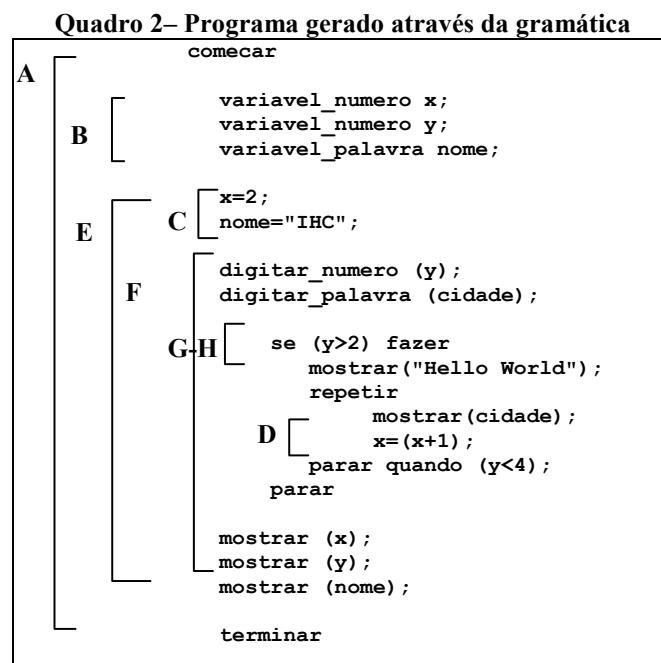 Quadro 2– Programa gerado através da gramática
comecar
A
variavel_numero x;
B variavel_numero y;
variavel_palavra nome;
x=2;
E C nome="IHC";
digitar_numero (y);
F digitar_palavra (cidade);
G-H se (y>2) fazer
mostrar("Hello World");
repetir
mostrar(cidade);
D x=(x+1);
parar quando (y<4);
parar
mostrar (x);
mostrar (y);
mostrar (nome);
terminar